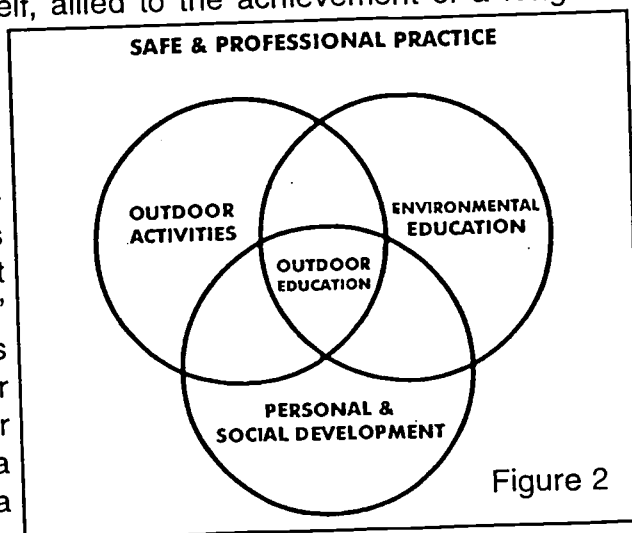 elf, allied to the achievement of a long
SAFE & PROFESSIONAL PRACTICE
OUTDOOR
ACTIVITIES
ENVIRONMENTAL
EDUCATION
OUTDOOR
EDUCATION
PERSONAL &
SOCIAL DEVELOPMENT
Figure 2
s
t
’
s
r
r
a
a